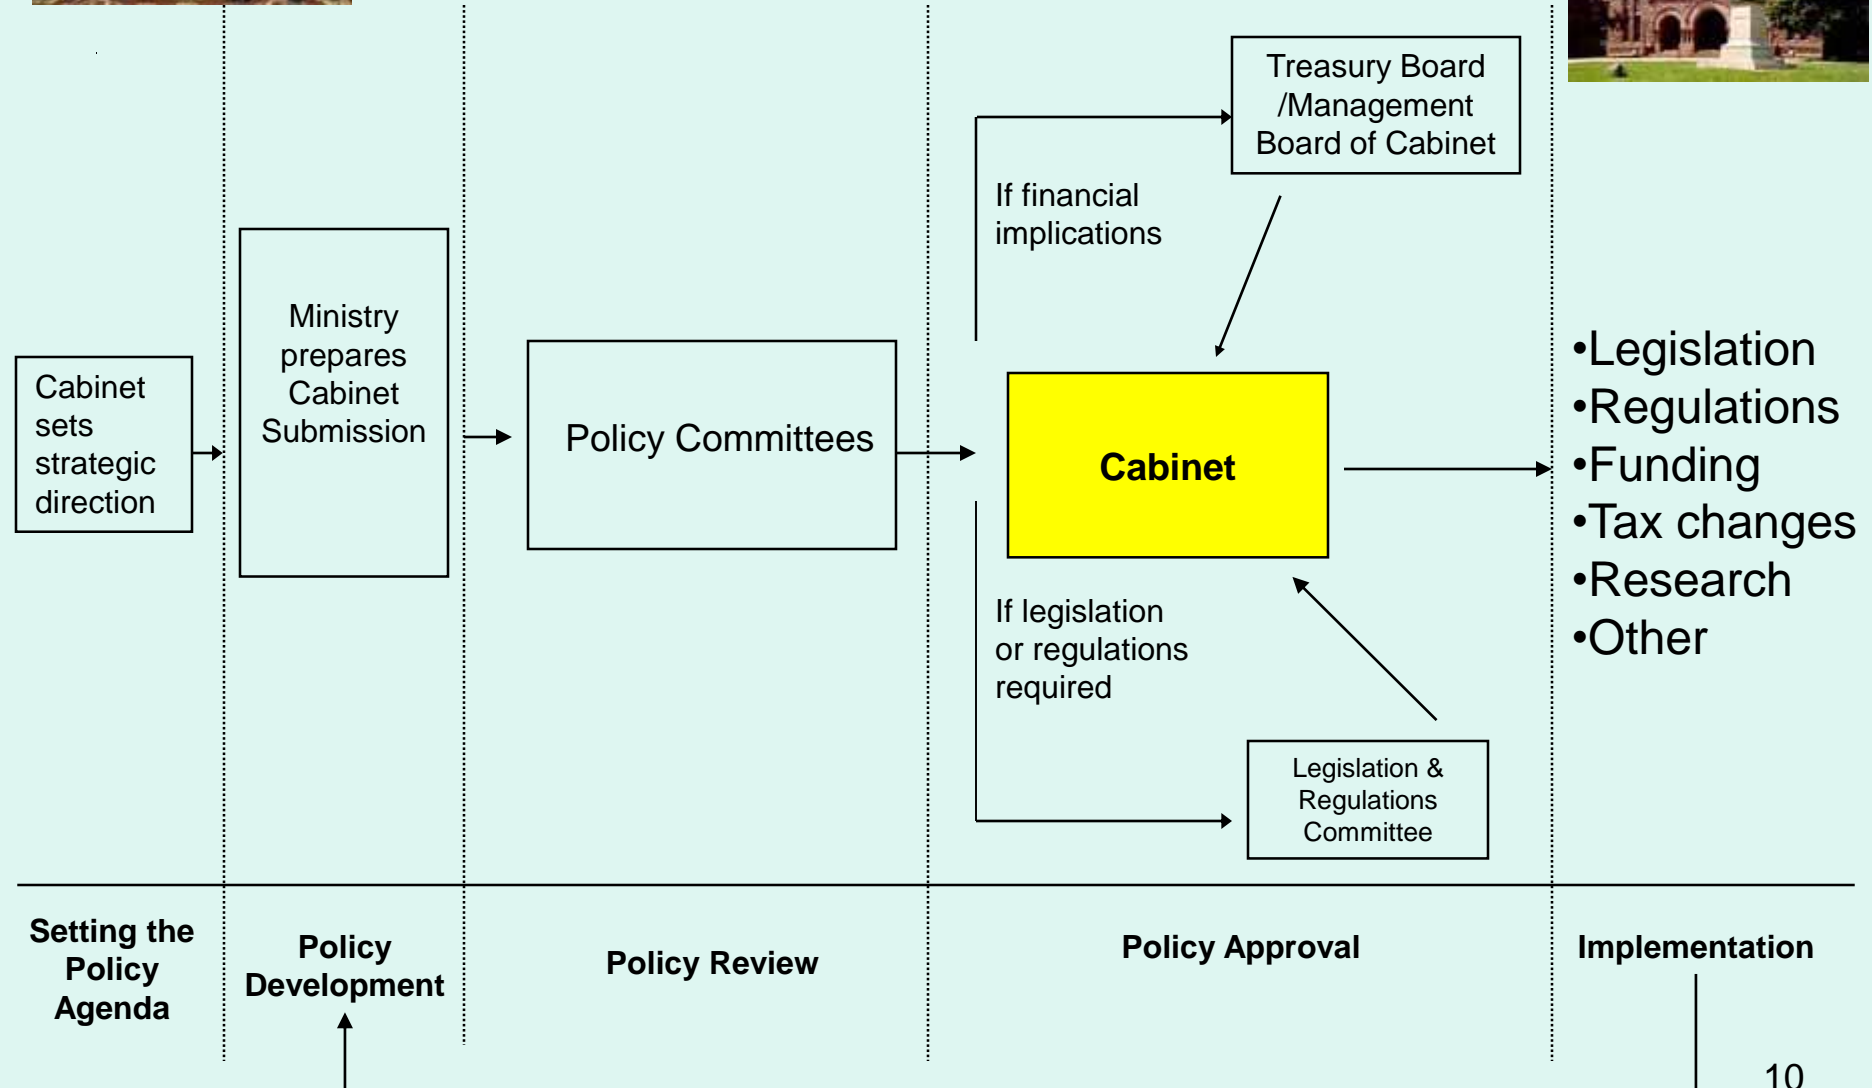 Treasury Board
/Management
Board of Cabinet
If financial
implications
Ministry
prepares
Cabinet
Submission
Cabinet
sets
strategic
direction
Policy Committees
Cabinet
•Legislation
•Regulations
•Funding
•Tax changes
•Research
•Other
If legislation
or regulations
required
Legislation &
Regulations
Committee
Setting the
Policy
Agenda
Policy
Development
Policy Review
Policy Approval
Implementation
10